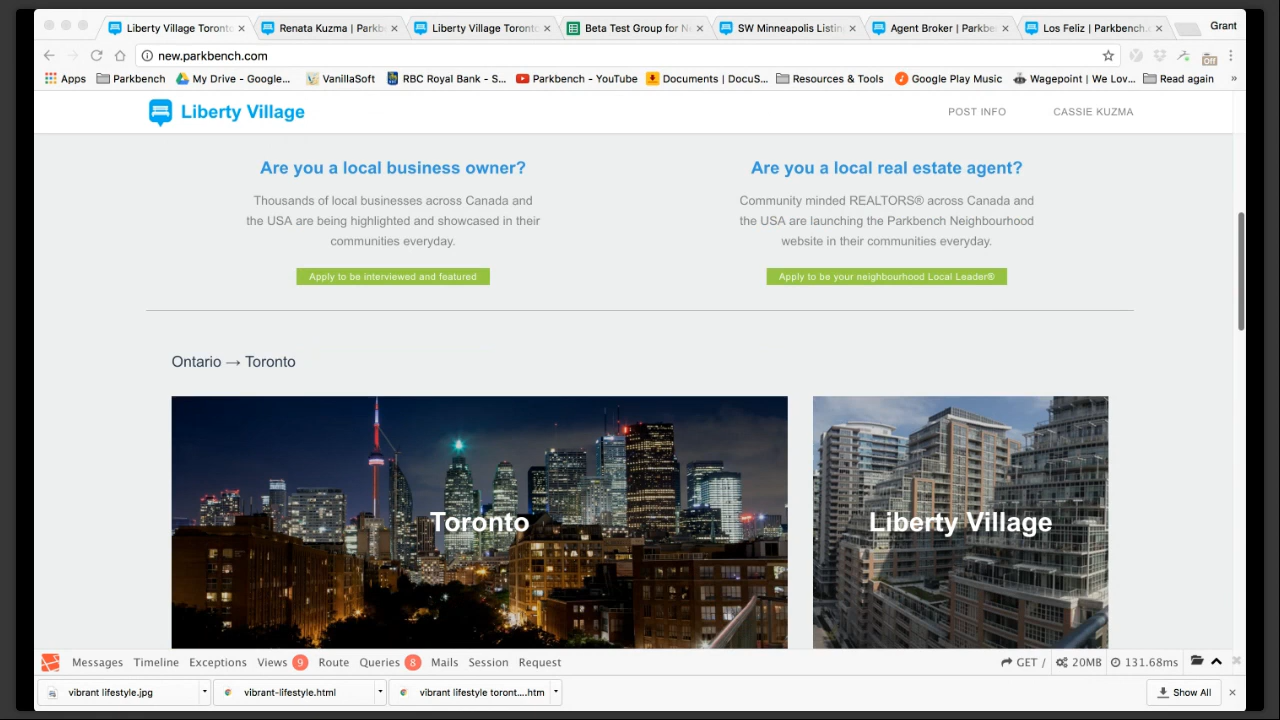 Liberty Village Toronto
Renata Kuzma | Parkb
Liberty Village Toronto
Beta Test Group for N
SW Minneapolis Listin
Agent Broker | Parkbe
Los Feliz | Parkbench.
Grant
new.parkbench.com
Off
Apps
Parkbench
My Drive - Google...
VanillaSoft
RBC Royal Bank - S...
Parkbench - YouTube
Documents | DocuS...
Resources & Tools
Google Play Music
Wagepoint | We Lov...
Read again
»
Liberty Village
POST INFO
CASSIE KUZMA
Are you a local business owner?
Thousands of local businesses across Canada and
the USA are being highlighted and showcased in their
communities everyday.
Apply to be interviewed and featured
Are you a local real estate agent?
Community minded REALTORS® across Canada and
the USA are launching the Parkbench Neighbourhood
website in their communities everyday.
Apply to be your neighbourhood Local Leader®
Ontario → Toronto
Toronto
Liberty Village
Messages Timeline Exceptions Views 9 Route Queries 8 Mails Session Request
GET / 20MB 131.68ms
vibrant lifestyle.jpg
vibrant-lifestyle.html
vibrant lifestyle toront....htm
Show All